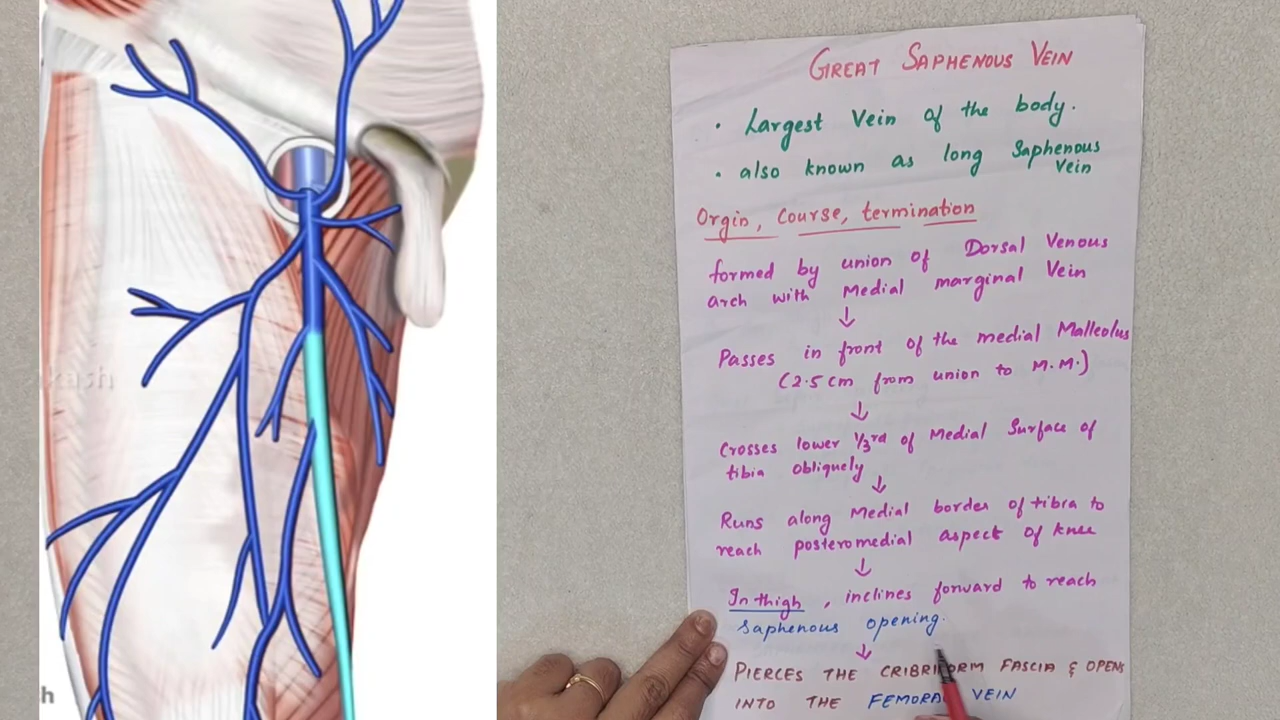 GREAT SAPHENOUS VEIN
• Largest Vein of the body.
• also known as long Saphenous
Vein
Orgin, Course, termination
formed by union of Dorsal Venous
arch with Medial marginal Vein
↓
Passes in front of the medial Malleolus
(2.5cm from union to M.M.)
↓
Crosses lower 1/3rd of Medial Surface of
tibia obliquely
↓
Runs along Medial border of tibia to
reach posteromedial aspect of knee
↓
In thigh, inclines forward to reach
Saphenous opening.
↓
PIERCES THE CRIBRIFORM FASCIA & OPENS
INTO THE FEMORAL VEIN
kash
h